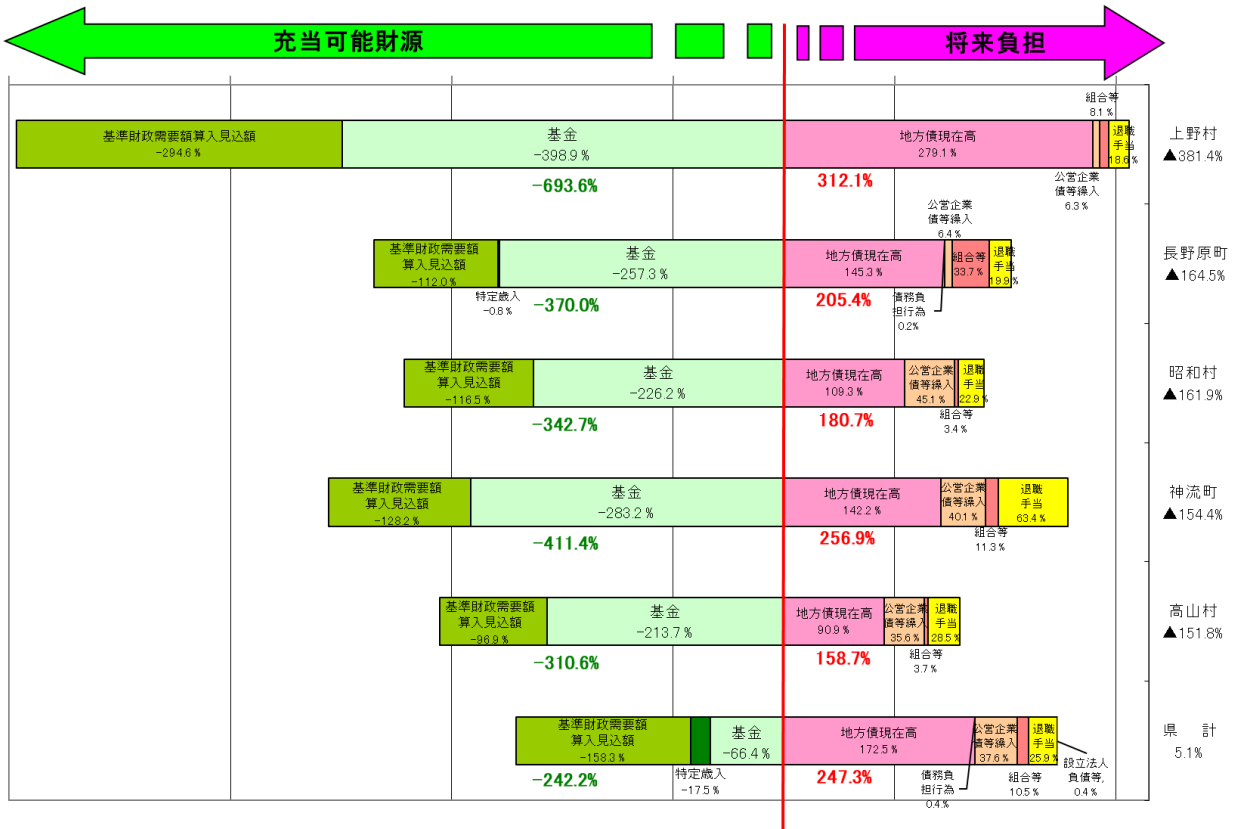 充当可能財源
将来負担
組合等
8.1%
基準財政需要額算入見込額
-294.6%
基金
-398.9%
地方債現在高
279.1%
退職
手当
18.6%
上野村
▲381.4%
-693.6%
312.1%
公営企業
債等繰入
6.3%
公営企業
債等繰入
6.4%
基準財政需要額
算入見込額
-112.0%
基金
-257.3%
地方債現在高
145.3%
組合等
33.7%
退職
手当
19.9%
長野原町
▲164.5%
特定歳入
-0.8%
-370.0%
205.4%
債務負
担行為
0.2%
基準財政需要額
算入見込額
-116.5%
基金
-226.2%
地方債現在高
109.3%
公営企業
債等繰入
45.1%
退職
手当
22.9%
昭和村
▲161.9%
-342.7%
180.7%
組合等
3.4%
基準財政需要額
算入見込額
-128.2%
基金
-283.2%
地方債現在高
142.2%
公営企業
債等繰入
40.1%
退職
手当
63.4%
神流町
▲154.4%
-411.4%
256.9%
組合等
11.3%
基準財政需要額
算入見込額
-96.9%
基金
-213.7%
地方債現在高
90.9%
公営企業
債等繰入
35.6%
退職
手当
28.5%
高山村
▲151.8%
-310.6%
158.7%
組合等
3.7%
基準財政需要額
算入見込額
-158.3%
基金
-66.4%
地方債現在高
172.5%
公営企業
債等繰入
37.6%
退職
手当
25.9%
県 計
5.1%
-242.2%
特定歳入
-17.5%
247.3%
債務負
担行為
0.4%
組合等
10.5%
設立法人
負債等,
0.4%